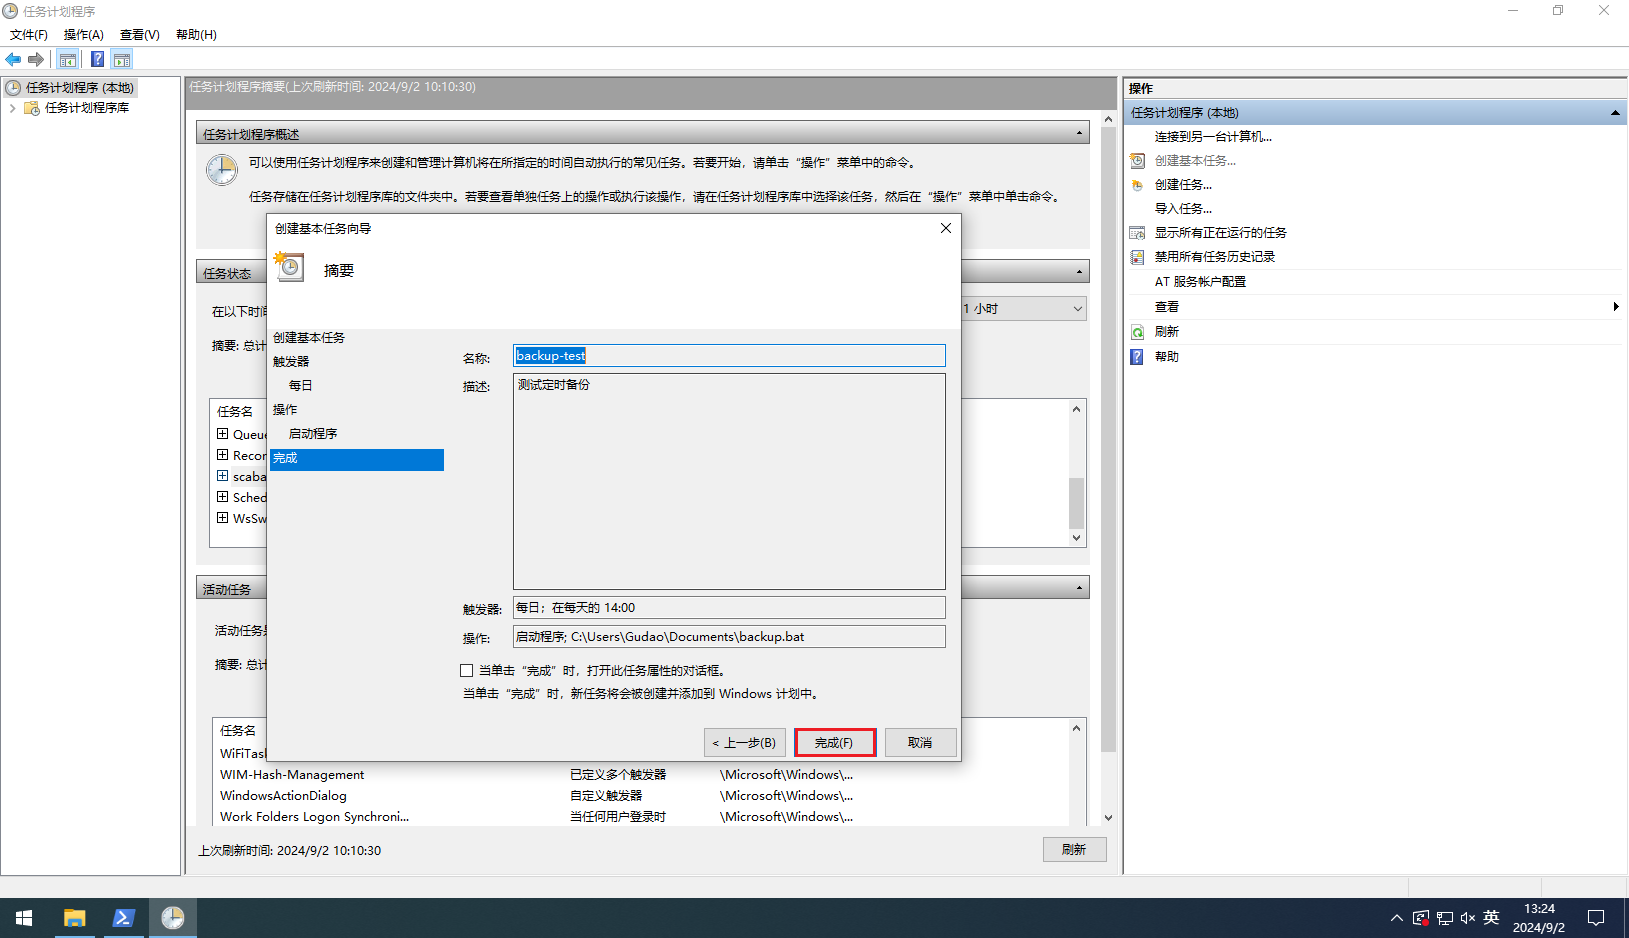 任务计划程序
文件(F) 操作(A) 查看(V) 帮助(H)
任务计划程序 (本地)
任务计划程序库
任务计划程序摘要(上次刷新时间: 2024/9/2 10:10:30)
任务计划程序概述
可以使用任务计划程序来创建和管理计算机将在所指定的时间自动执行的常见任务。若要开始，请单击“操作”菜单中的命令。
任务存储在任务计划程序库的文件夹中。若要查看单独任务上的操作或执行该操作，请在任务计划程序库中选择该任务，然后在“操作”菜单中单击命令。
任务状态
在以下时间
1 小时
摘要: 总计
任务名
Queue
Recor
scaba
Sched
WsSw
活动任务
活动任务是
摘要: 总计
任务名
WiFiTask
WIM-Hash-Management 已定义多个触发器 \Microsoft\Windows\...
WindowsActionDialog 自定义触发器 \Microsoft\Windows\...
Work Folders Logon Synchroni... 当任何用户登录时 \Microsoft\Windows\...
上次刷新时间: 2024/9/2 10:10:30
刷新
创建基本任务向导
摘要
创建基本任务
触发器
每日
操作
启动程序
完成
名称: backup-test
描述: 测试定时备份
触发器: 每日；在每天的 14:00
操作: 启动程序; C:\Users\Gudao\Documents\backup.bat
当单击“完成”时，打开此任务属性的对话框。
当单击“完成”时，新任务将会被创建并添加到 Windows 计划中。
< 上一步(B) 完成(F) 取消
操作
任务计划程序 (本地)
连接到另一台计算机...
创建基本任务...
创建任务...
导入任务...
显示所有正在运行的任务
禁用所有任务历史记录
AT 服务帐户配置
查看
刷新
帮助
英
13:24
2024/9/2